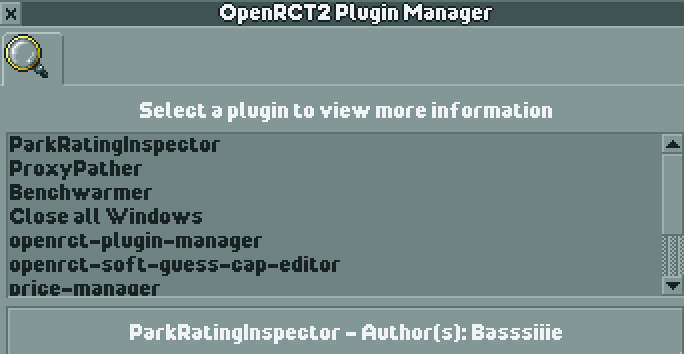 OpenRCT2 Plugin Manager
Select a plugin to view more information
ParkRatingInspector
ProxyPather
Benchwarmer
Close all Windows
openrct-plugin-manager
openrct-soft-guess-cap-editor
price-manager
ParkRatingInspector - Author(s): Basssiiie